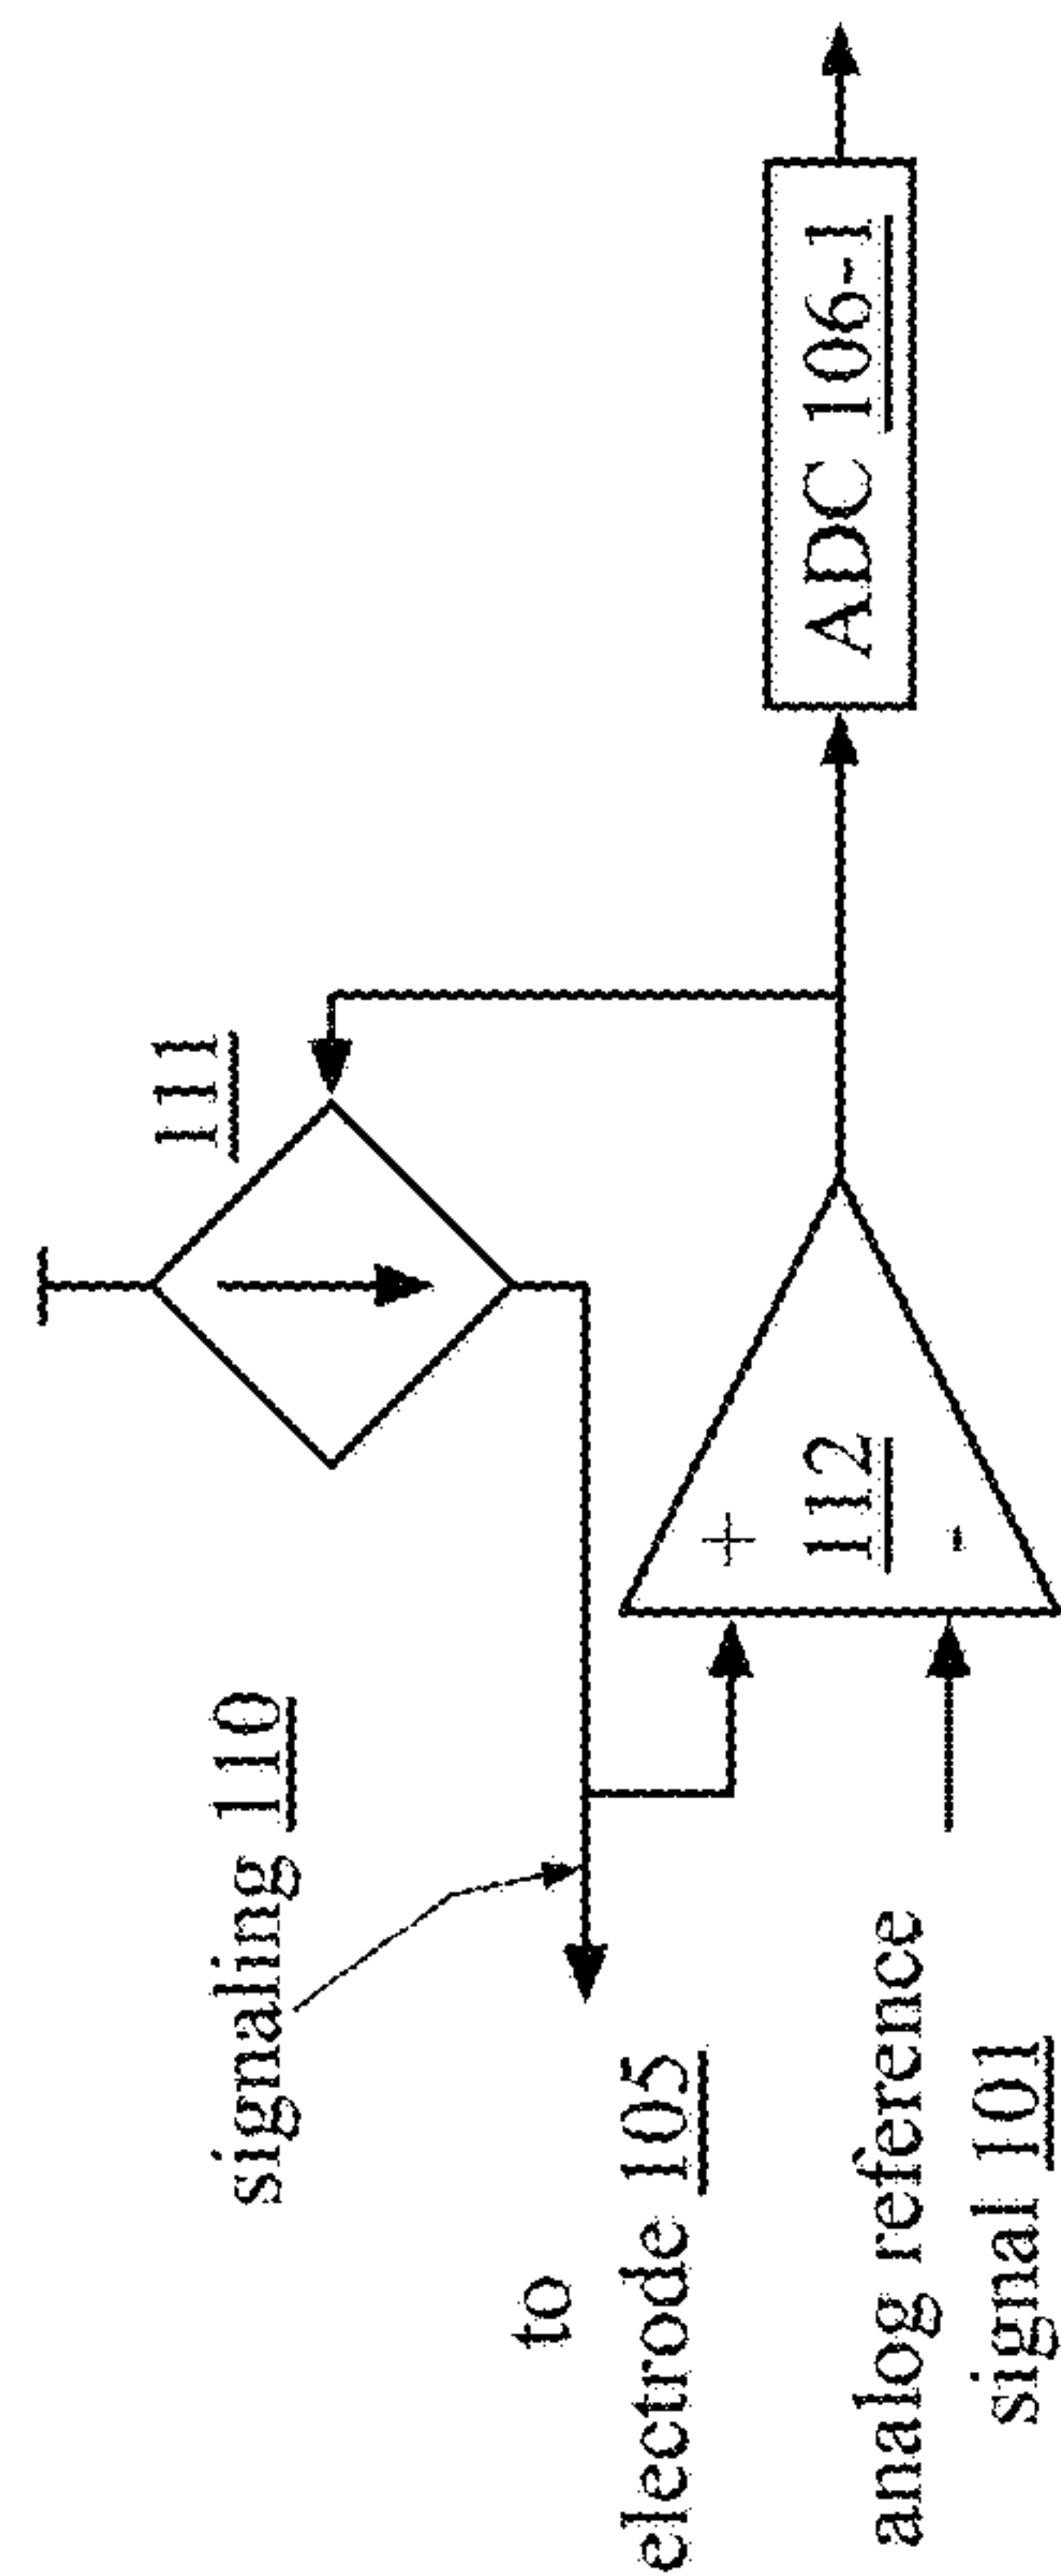 111
signaling 110
to
electrode 105
+
112
-
ADC 106-1
analog reference
signal 101